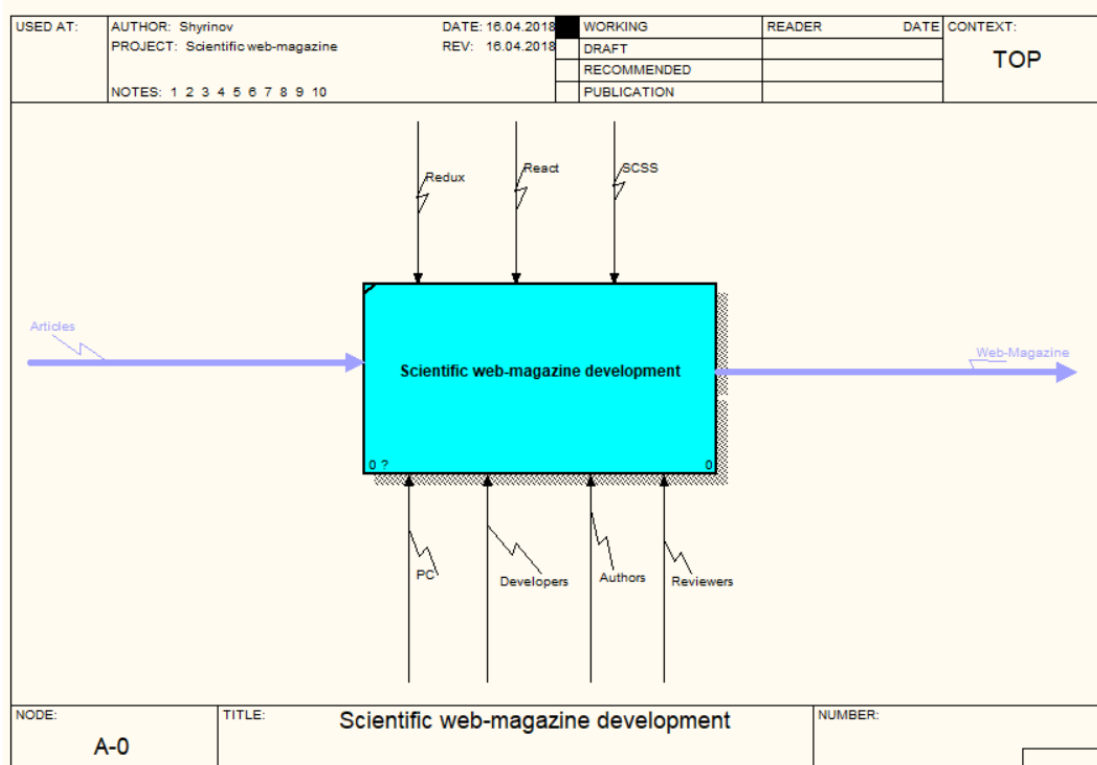 USED AT:
AUTHOR: Shyrinov
DATE: 16.04.2018
WORKING
READER
DATE
CONTEXT:
PROJECT: Scientific web-magazine
REV: 16.04.2018
DRAFT
TOP
RECOMMENDED
NOTES: 1 2 3 4 5 6 7 8 9 10
PUBLICATION
Redux
React
SCSS
Articles
Scientific web-magazine development
Web-Magazine
0 ?
0
PC
Developers
Authors
Reviewers
NODE:
TITLE:
Scientific web-magazine development
NUMBER:
A-0